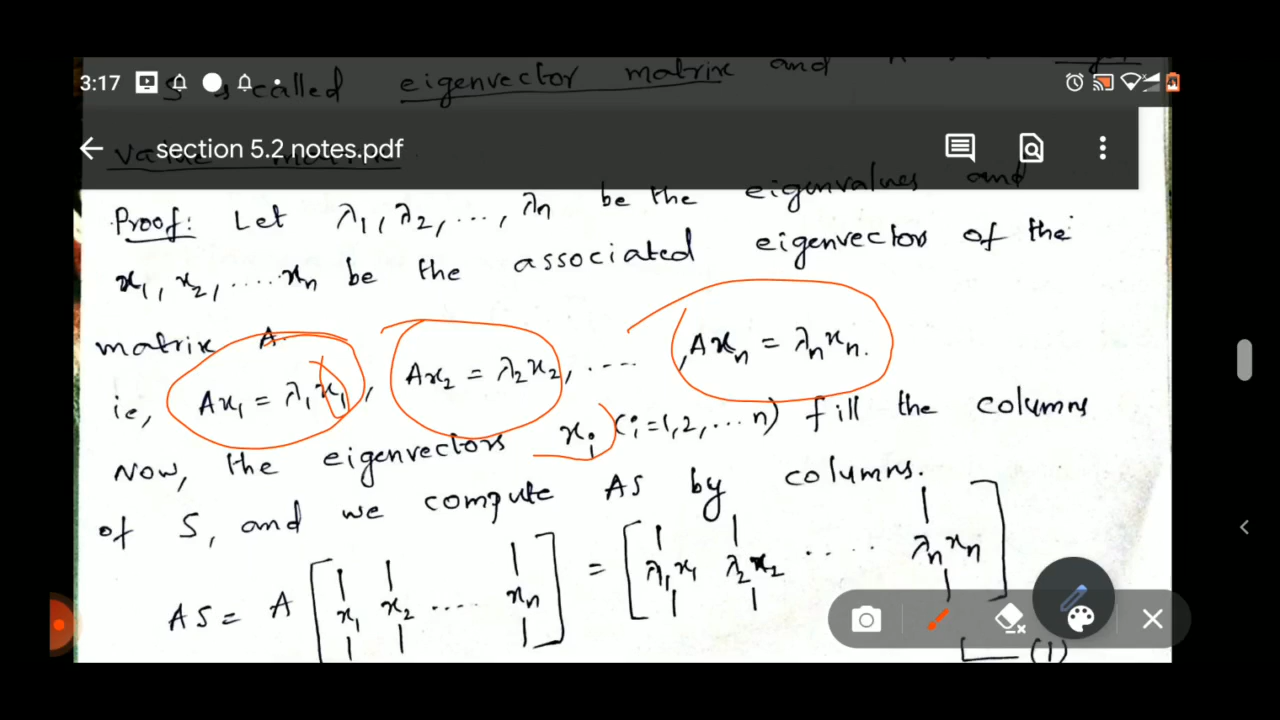 3:17
S is called eigenvector matrix and
section 5.2 notes.pdf
value matrix.
Proof: Let λ₁, λ₂, ..., λn be the eigenvalues and
x₁, x₂, ..... xn be the associated eigenvector of the
matrix A.
ie, Ax₁ = λ₁x₁, Ax₂ = λ₂x₂, ...., Axn = λnxn.
Now, the eigenvectors xi (i=1,2,... n) fill the columns
of S, and we compute AS by columns.
AS = A [x₁ x₂ .... xn] = [λ₁x₁ λ₂x₂ ..... λnxn]
(1)